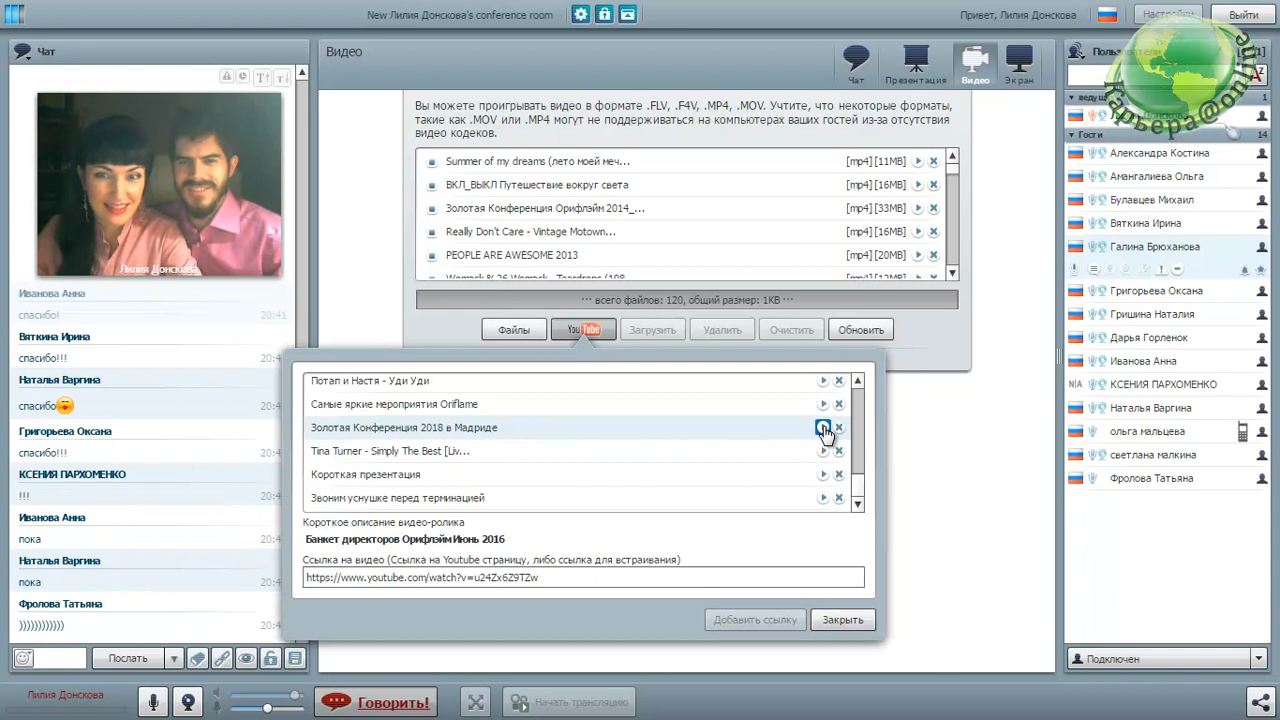 New Лилия Донскова's conference room
Привет, Лилия Донскова
Настройки
Выйти
Чат
Лилия Донскова
Иванова Анна
спасибо!
20:41
Вяткина Ирина
спасибо!!!
Наталья Варгина
спасибо
Григорьева Оксана
спасибо!!!
КСЕНИЯ ПАРХОМЕНКО
!!!
Иванова Анна
пока
Наталья Варгина
пока
Фролова Татьяна
))))))))))))
Послать
Видео
Чат
Презентация
Видео
Экран
Вы можете проигрывать видео в формате .FLV, .F4V, .MP4, .MOV. Учтите, что некоторые форматы,
такие как .MOV или .MP4 могут не поддерживаться на компьютерах ваших гостей из-за отсутствия
видео кодеков.
Summer of my dreams (лето моей меч... [mp4] [11MB]
ВКЛ_ВЫКЛ Путешествие вокруг света [mp4] [16MB]
Золотая Конференция Орифлэйм 2014_... [mp4] [33MB]
Really Don't Care - Vintage Motown... [mp4] [16MB]
PEOPLE ARE AWESOME 2013 [mp4] [20MB]
··· всего файлов: 120, общий размер: 1KB ···
Файлы
YouTube
Загрузить
Удалить
Очистить
Обновить
Потап и Настя - Уди Уди
Самые яркие мероприятия Oriflame
Золотая Конференция 2018 в Мадриде
Tina Turner - Simply The Best [Liv...
Короткая презентация
Звоним уснушке перед терминацией
Короткое описание видео-ролика
Банкет директоров Орифлэйм Июнь 2016
Ссылка на видео (Ссылка на Youtube страницу, либо ссылка для встраивания)
https://www.youtube.com/watch?v=u24Zx6Z9TZw
Добавить ссылку
Закрыть
Карьера@online
1
Гости
14
Александра Костина
Амангалиева Ольга
Булавцев Михаил
Вяткина Ирина
Галина Брюханова
Григорьева Оксана
Гришина Наталия
Дарья Горленок
Иванова Анна
N/A КСЕНИЯ ПАРХОМЕНКО
Наталья Варгина
ольга мальцева
светлана малкина
Фролова Татьяна
Подключен
Лилия Донскова
Говорить!
Начать трансляцию